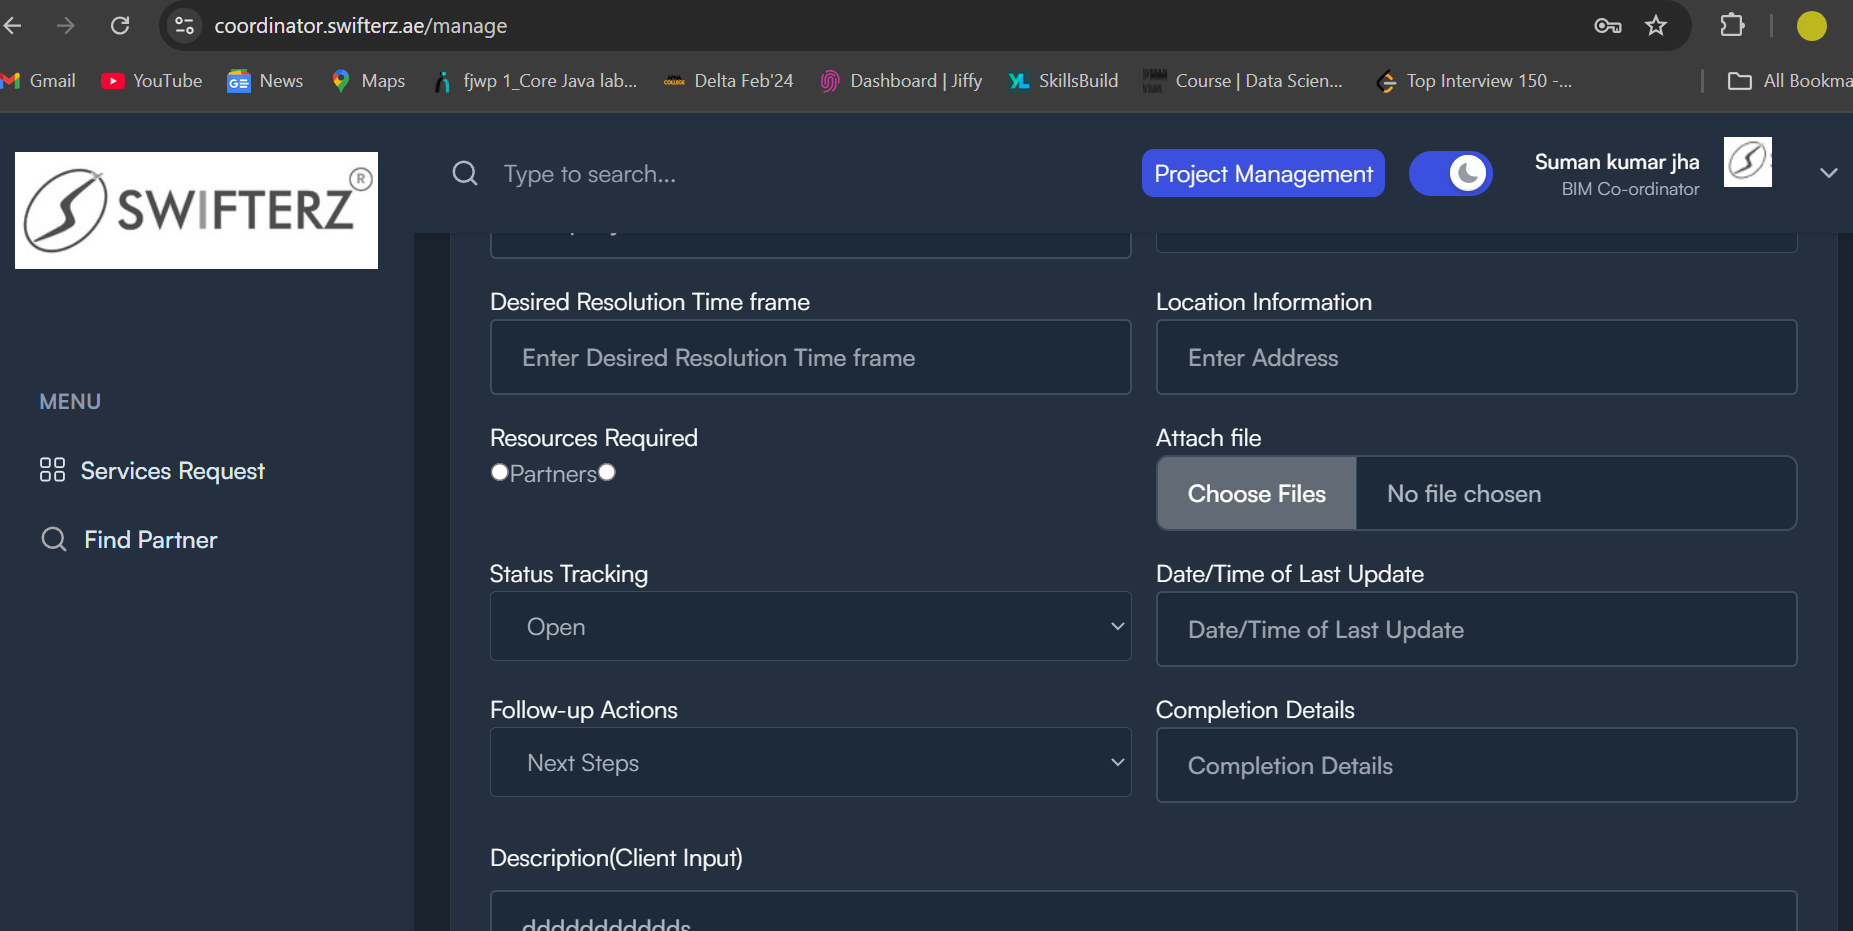 coordinator.swifterz.ae/manage
Gmail
YouTube
News
Maps
fjwp 1_Core Java lab...
Delta Feb'24
Dashboard | Jiffy
SkillsBuild
Course | Data Scien...
Top Interview 150 -...
All Bookma
SWIFTERZ®
Type to search...
Project Management
Suman kumar jha
BIM Co-ordinator
MENU
Services Request
Find Partner
Desired Resolution Time frame
Enter Desired Resolution Time frame
Location Information
Enter Address
Resources Required
Partners
Attach file
Choose Files
No file chosen
Status Tracking
Open
Date/Time of Last Update
Date/Time of Last Update
Follow-up Actions
Next Steps
Completion Details
Completion Details
Description(Client Input)
ddddddddddds